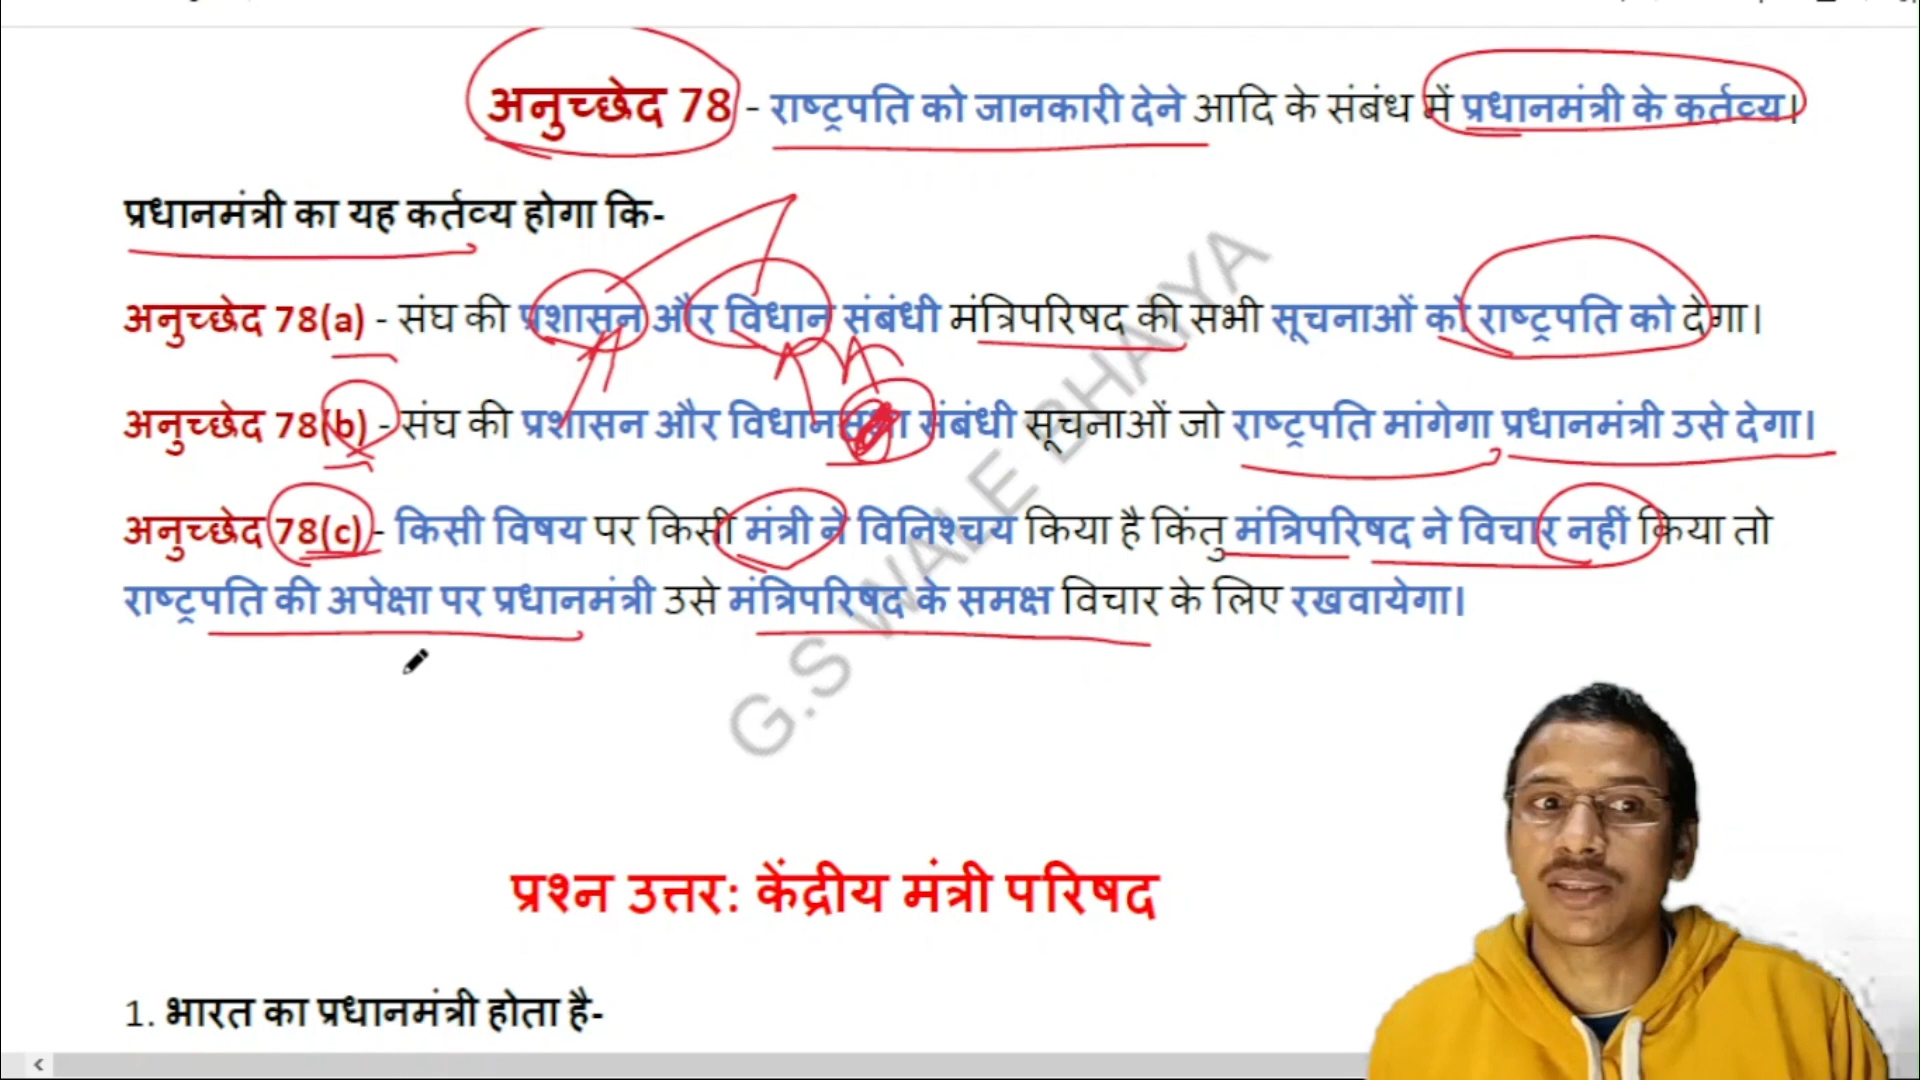 अनुच्छेद 78 - राष्ट्रपति को जानकारी देने आदि के संबंध में प्रधानमंत्री के कर्तव्य।
प्रधानमंत्री का यह कर्तव्य होगा कि-
अनुच्छेद 78(a) - संघ की प्रशासन और विधान संबंधी मंत्रिपरिषद की सभी सूचनाओं को राष्ट्रपति को देगा।
अनुच्छेद 78(b) - संघ की प्रशासन और विधान संबंधी सूचनाओं जो राष्ट्रपति मांगेगा प्रधानमंत्री उसे देगा।
अनुच्छेद 78(c) - किसी विषय पर किसी मंत्री ने विनिश्चय किया है किंतु मंत्रिपरिषद ने विचार नहीं किया तो
राष्ट्रपति की अपेक्षा पर प्रधानमंत्री उसे मंत्रिपरिषद के समक्ष विचार के लिए रखवायेगा।
G.S WALE BHAIYA
प्रश्न उत्तर: केंद्रीय मंत्री परिषद
1. भारत का प्रधानमंत्री होता है-